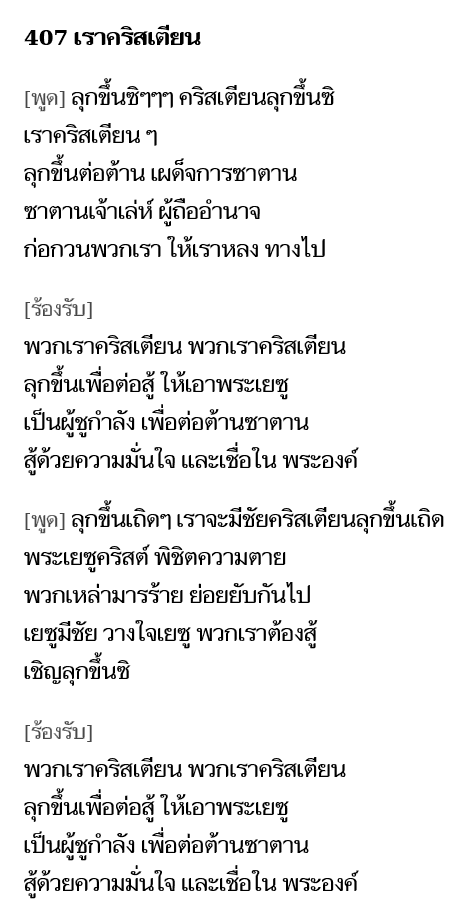 407 เราคริสเตียน
[พูด] ลุกขึ้นซิๆๆๆ คริสเตียนลุกขึ้นซิ
เราคริสเตียน ๆ
ลุกขึ้นต่อต้าน เผด็จการซาตาน
ซาตานเจ้าเล่ห์ ผู้ถืออำนาจ
ก่อกวนพวกเรา ให้เราหลง ทางไป
[ร้องรับ]
พวกเราคริสเตียน พวกเราคริสเตียน
ลุกขึ้นเพื่อต่อสู้ ให้เอาพระเยซู
เป็นผู้ชูกำลัง เพื่อต่อต้านซาตาน
สู้ด้วยความมั่นใจ และเชื่อใน พระองค์
[พูด] ลุกขึ้นเถิดๆ เราจะมีชัยคริสเตียนลุกขึ้นเถิด
พระเยซูคริสต์ พิชิตความตาย
พวกเหล่ามารร้าย ย่อยยับกันไป
เยซูมีชัย วางใจเยซู พวกเราต้องสู้
เชิญลุกขึ้นซิ
[ร้องรับ]
พวกเราคริสเตียน พวกเราคริสเตียน
ลุกขึ้นเพื่อต่อสู้ ให้เอาพระเยซู
เป็นผู้ชูกำลัง เพื่อต่อต้านซาตาน
สู้ด้วยความมั่นใจ และเชื่อใน พระองค์